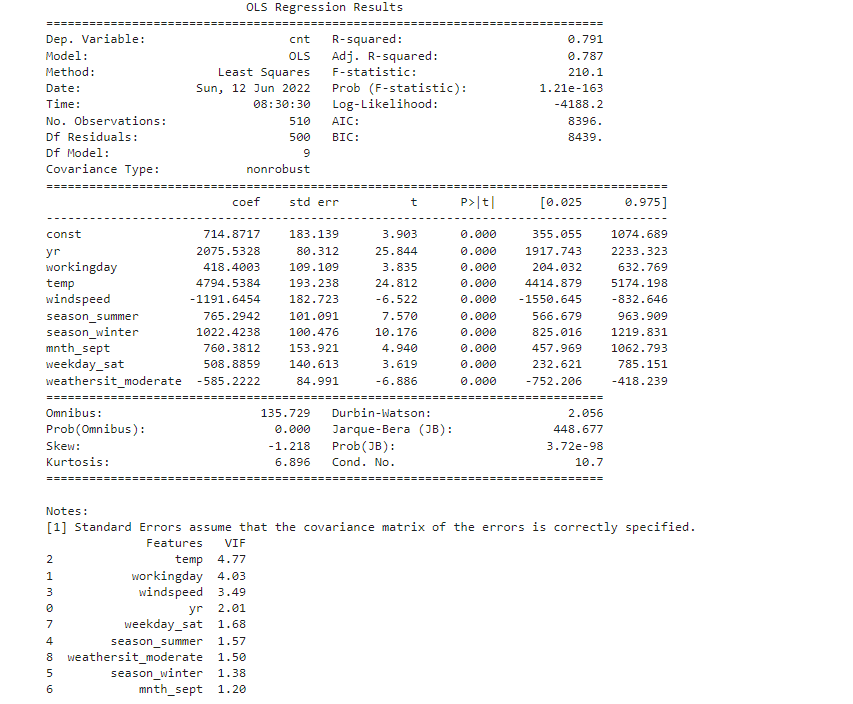 OLS Regression Results
==============================================================================
Dep. Variable:                    cnt   R-squared:                       0.791
Model:                            OLS   Adj. R-squared:                  0.787
Method:                 Least Squares   F-statistic:                     210.1
Date:                Sun, 12 Jun 2022   Prob (F-statistic):          1.21e-163
Time:                        08:30:30   Log-Likelihood:                -4188.2
No. Observations:                 510   AIC:                             8396.
Df Residuals:                     500   BIC:                             8439.
Df Model:                           9
Covariance Type:            nonrobust
=======================================================================================
                          coef    std err          t      P>|t|      [0.025      0.975]
---------------------------------------------------------------------------------------
const                 714.8717    183.139      3.903      0.000     355.055    1074.689
yr                   2075.5328     80.312     25.844      0.000    1917.743    2233.323
workingday            418.4003    109.109      3.835      0.000     204.032     632.769
temp                 4794.5384    193.238     24.812      0.000    4414.879    5174.198
windspeed           -1191.6454    182.723     -6.522      0.000   -1550.645    -832.646
season_summer         765.2942    101.091      7.570      0.000     566.679     963.909
season_winter        1022.4238    100.476     10.176      0.000     825.016    1219.831
mnth_sept             760.3812    153.921      4.940      0.000     457.969    1062.793
weekday_sat           508.8859    140.613      3.619      0.000     232.621     785.151
weathersit_moderate  -585.2222     84.991     -6.886      0.000    -752.206    -418.239
==============================================================================
Omnibus:                      135.729   Durbin-Watson:                   2.056
Prob(Omnibus):                  0.000   Jarque-Bera (JB):              448.677
Skew:                          -1.218   Prob(JB):                     3.72e-98
Kurtosis:                       6.896   Cond. No.                         10.7
==============================================================================
Notes:
[1] Standard Errors assume that the covariance matrix of the errors is correctly specified.
              Features   VIF
2                 temp  4.77
1           workingday  4.03
3            windspeed  3.49
0                   yr  2.01
7          weekday_sat  1.68
4        season_summer  1.57
8  weathersit_moderate  1.50
5        season_winter  1.38
6            mnth_sept  1.20